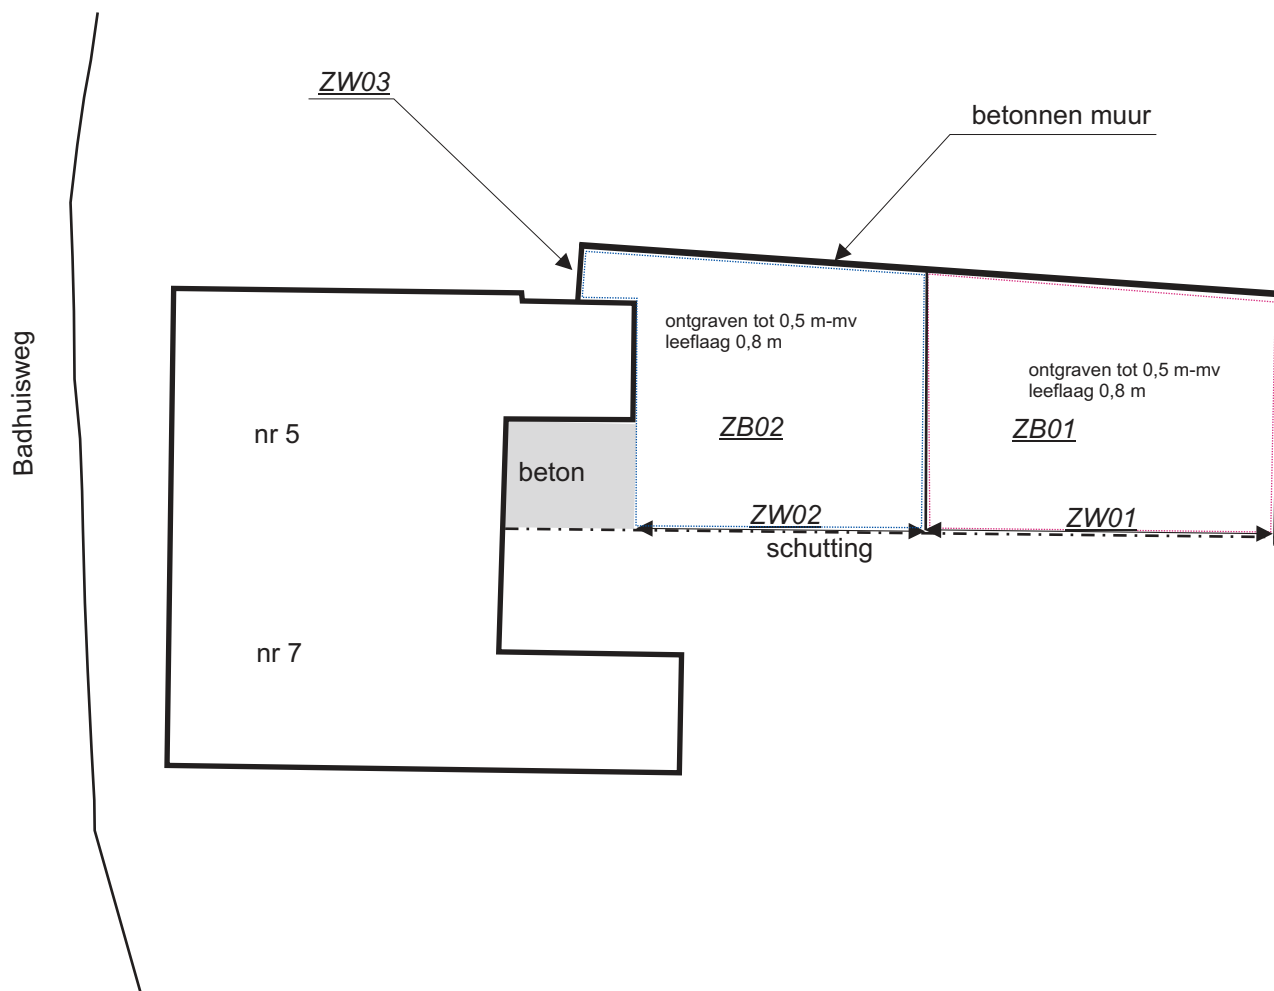 ZW03
betonnen muur
ontgraven tot 0,5 m-mv
leeflaag 0,8 m
ontgraven tot 0,5 m-mv
leeflaag 0,8 m
Badhuisweg
nr 5
ZB02
ZB01
beton
ZW02
ZW01
schutting
nr 7